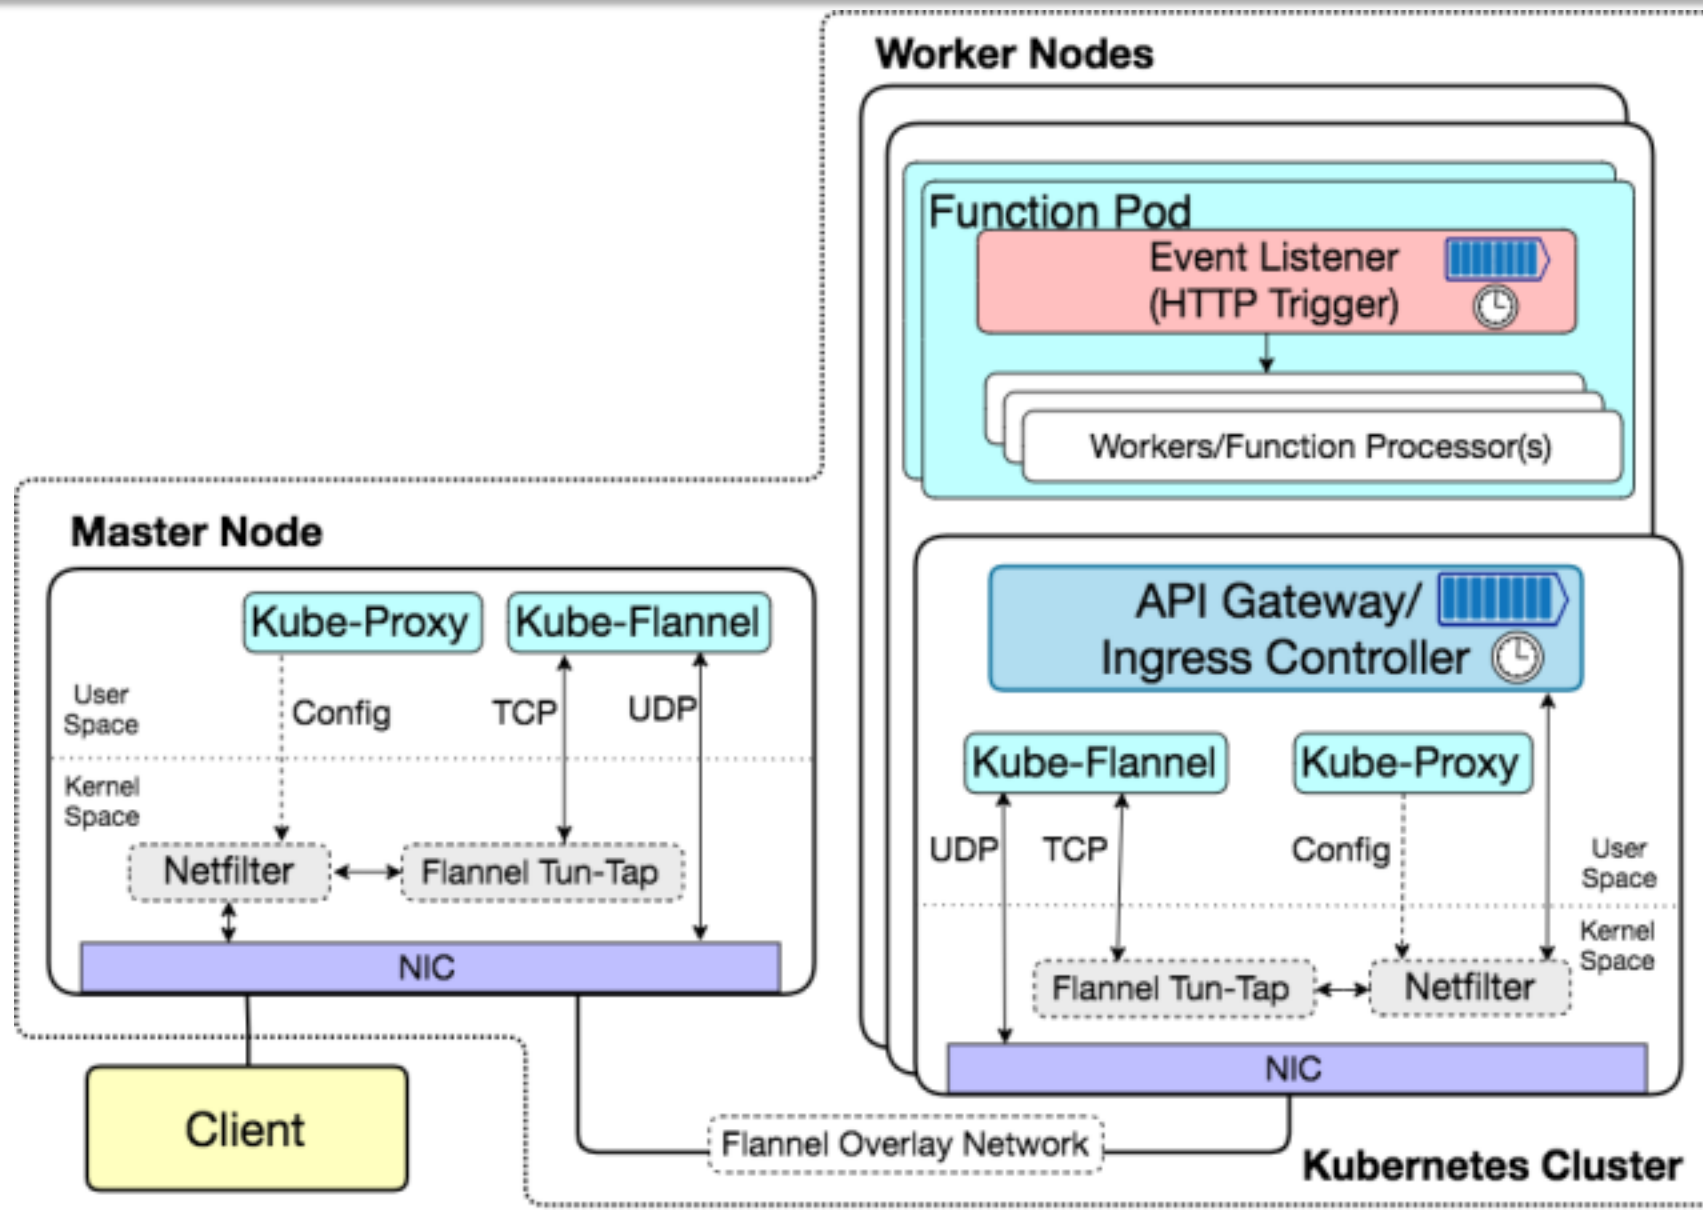 Worker Nodes
Function Pod
Event Listener
(HTTP Trigger)
Workers/Function Processor(s)
Master Node
Kube-Proxy
Kube-Flannel
User
Space
Config
TCP
UDP
Kernel
Space
Netfilter
Flannel Tun-Tap
NIC
Client
API Gateway/
Ingress Controller
Kube-Flannel
Kube-Proxy
UDP
TCP
Config
User
Space
Kernel
Space
Flannel Tun-Tap
Netfilter
NIC
Flannel Overlay Network
Kubernetes Cluster